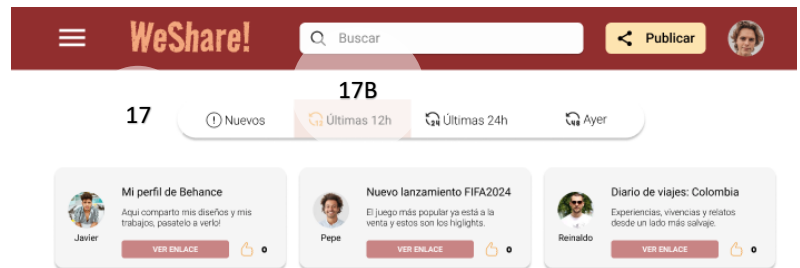 WeShare!
Buscar
Publicar
17B
17
Nuevos
12 Últimas 12h
24 Últimas 24h
48 Ayer
Mi perfil de Behance
Aqui comparto mis diseños y mis
trabajos, pasatelo a verlo!
Javier
VER ENLACE
0
Nuevo lanzamiento FIFA2024
El juego más popular ya está a la
venta y estos son los higlights.
Pepe
VER ENLACE
0
Diario de viajes: Colombia
Experiencias, vivencias y relatos
desde un lado más salvaje.
Reinaldo
VER ENLACE
0